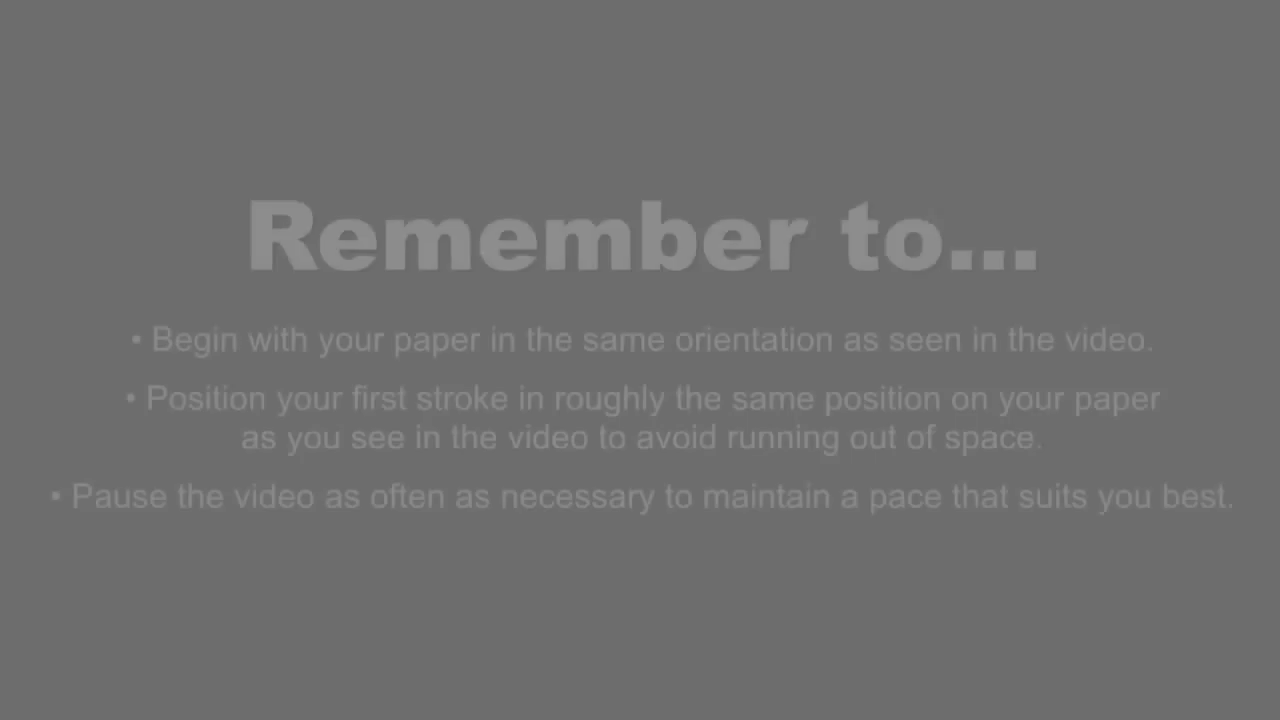 Remember to...
• Begin with your paper in the same orientation as seen in the video.
• Position your first stroke in roughly the same position on your paper
as you see in the video to avoid running out of space.
• Pause the video as often as necessary to maintain a pace that suits you best.